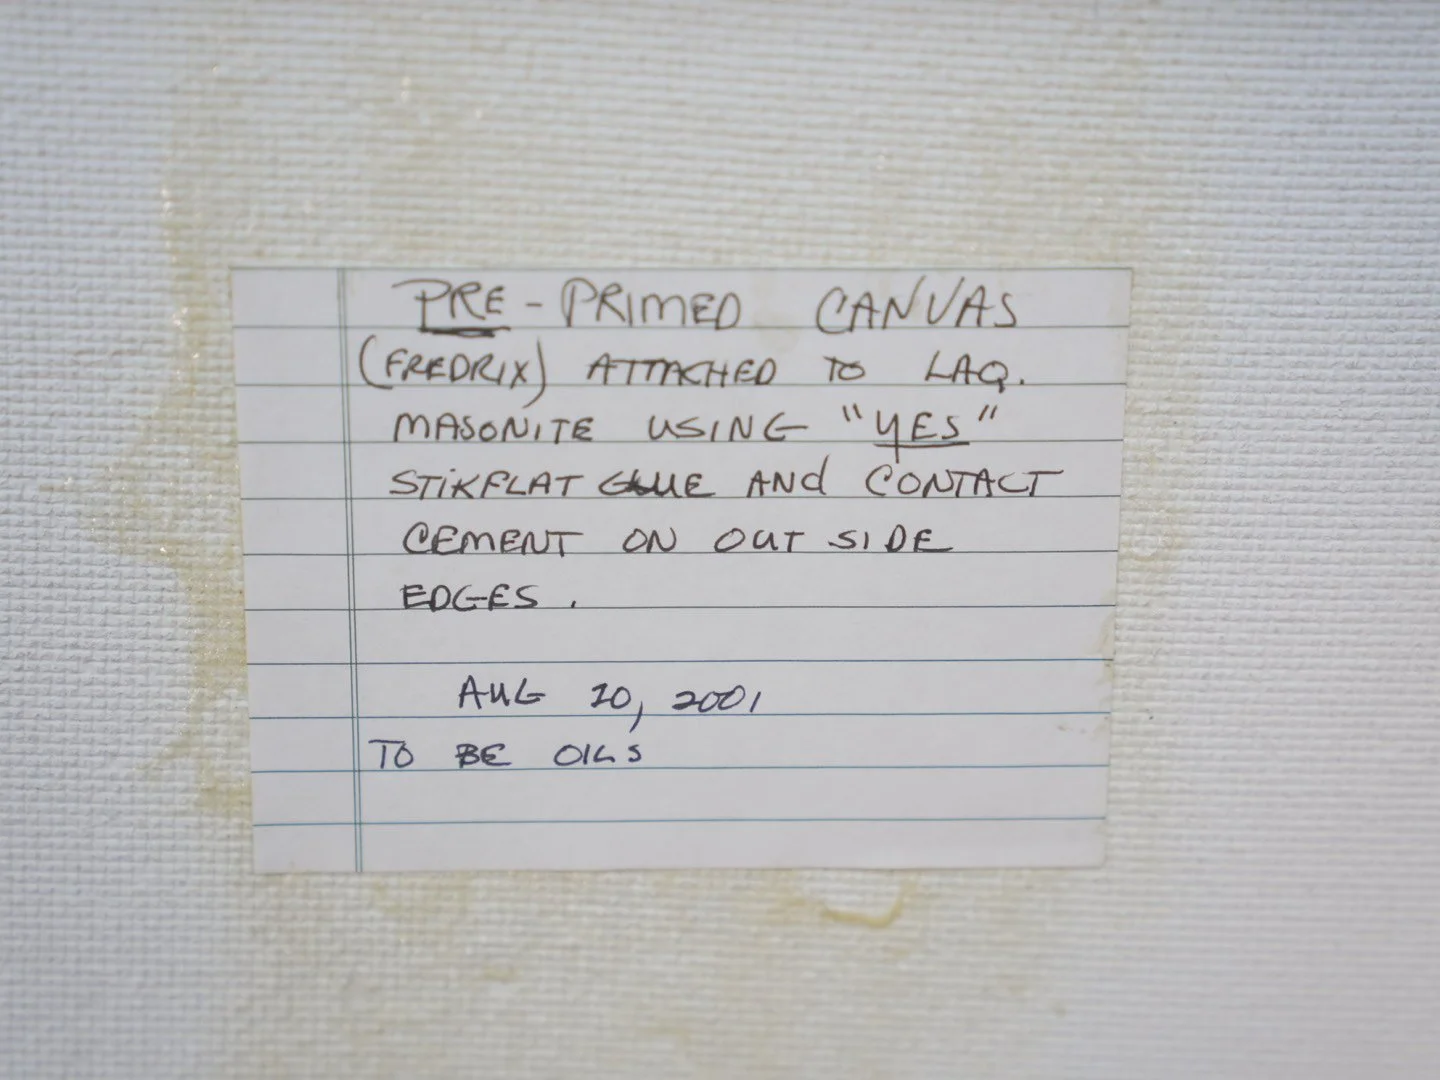 PRE - PRIMED CANVAS
(FREDRIX) ATTACHED TO LAQ.
MASONITE USING "YES"
STIKFLAT GLUE AND CONTACT
CEMENT ON OUT SIDE
EDGES.
AUG 20, 2001
TO BE OILS